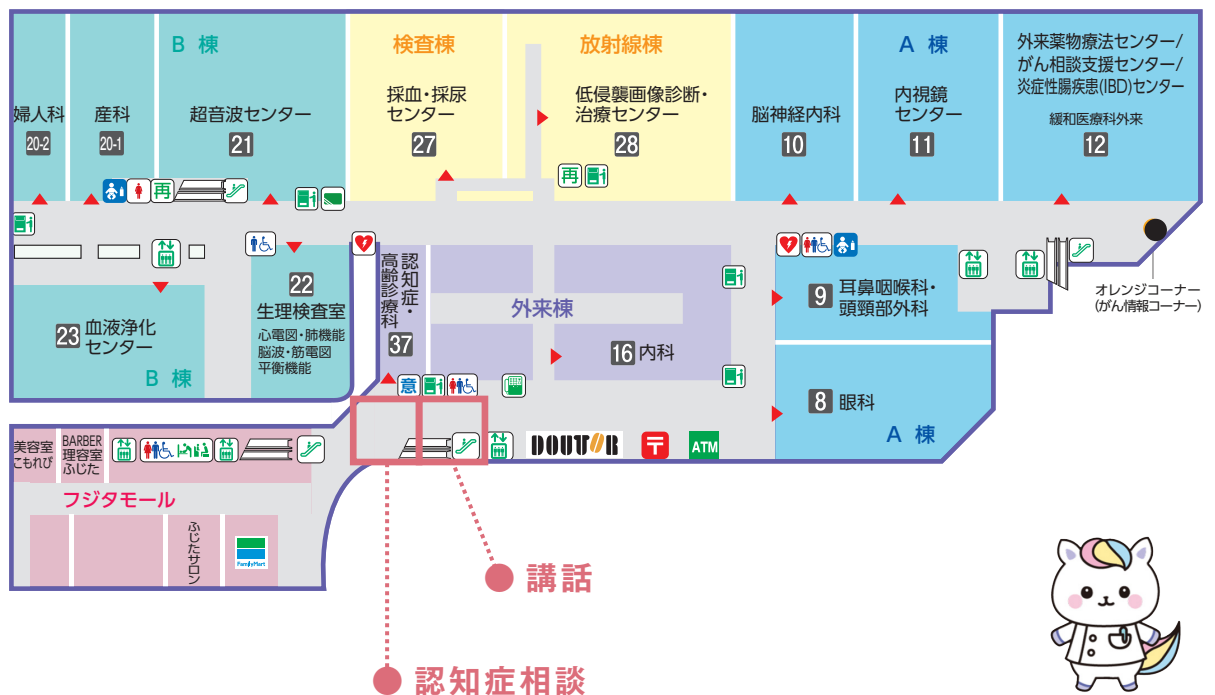 B 棟
検査棟
放射線棟
A 棟
外来薬物療法センター/
がん相談支援センター/
炎症性腸疾患(IBD)センター
緩和医療科外来
12
婦人科
20-2
産科
20-1
超音波センター
21
採血・採尿
センター
27
低侵襲画像診断・
治療センター
28
脳神経内科
10
内視鏡
センター
11
再
再
22
生理検査室
心電図・肺機能
脳波・筋電図
平衡機能
23
血液浄化
センター
B 棟
認知症・
高齢診療科
37
外来棟
16 内科
9 耳鼻咽喉科・
頭頸部外科
8 眼科
A 棟
オレンジコーナー
(がん情報コーナー)
意
DOUTOR
〒
ATM
美容室
こもれび
BARBER
理容室
ふじた
フジタモール
ふじたサロン
FamilyMart
講話
認知症相談